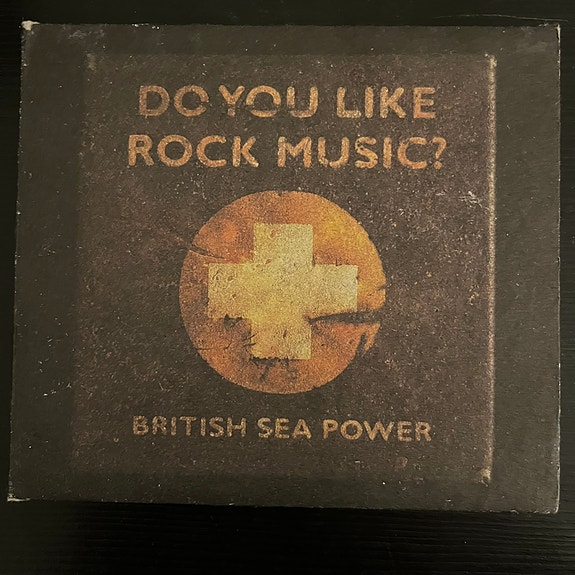 DO YOU LIKE
ROCK MUSIC?
BRITISH SEA POWER